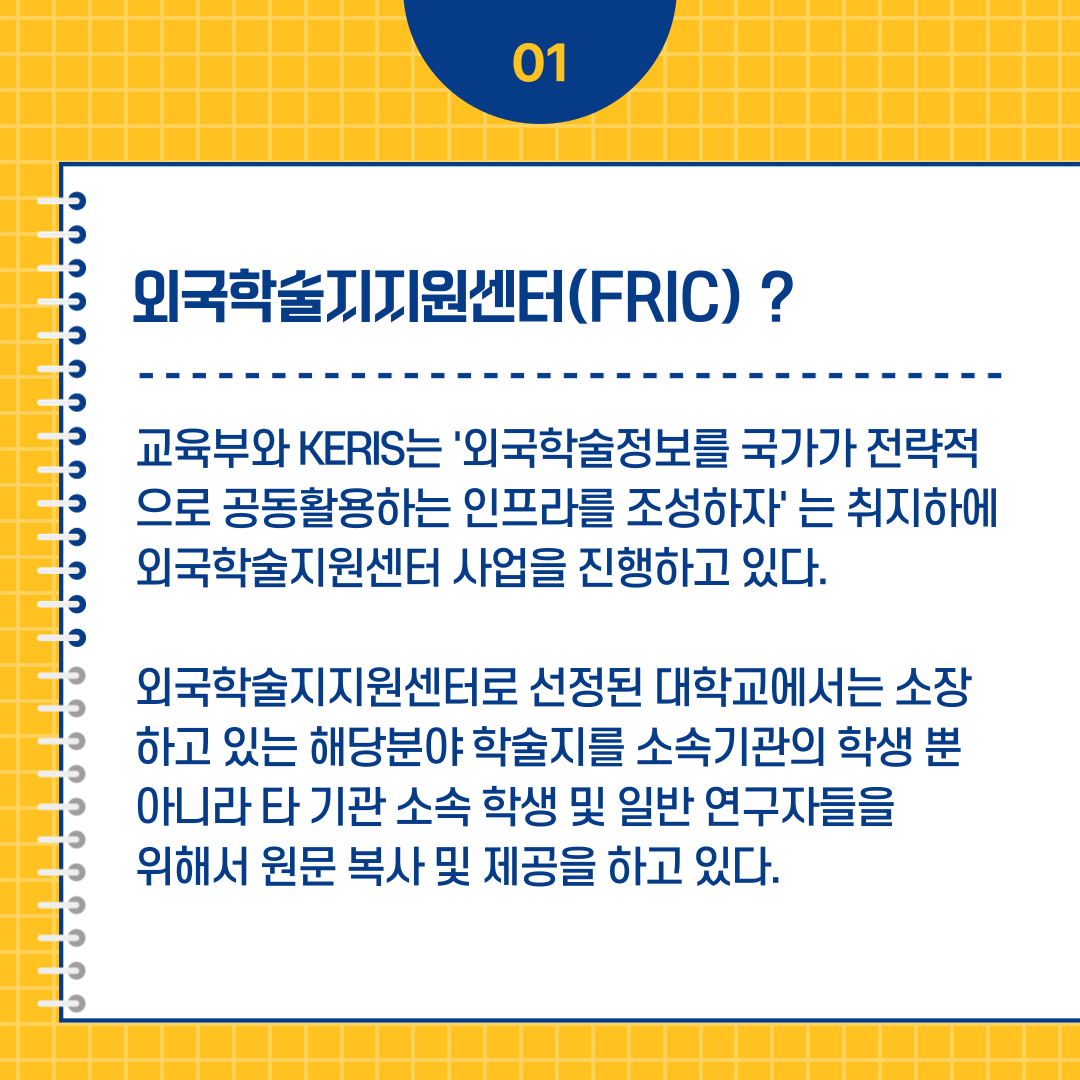 01
외국학술지지원센터(FRIC) ?
교육부와 KERIS는 '외국학술정보를 국가가 전략적
으로 공동활용하는 인프라를 조성하자' 는 취지하에
외국학술지원센터 사업을 진행하고 있다.
외국학술지지원센터로 선정된 대학교에서는 소장
하고 있는 해당분야 학술지를 소속기관의 학생 뿐
아니라 타 기관 소속 학생 및 일반 연구자들을
위해서 원문 복사 및 제공을 하고 있다.